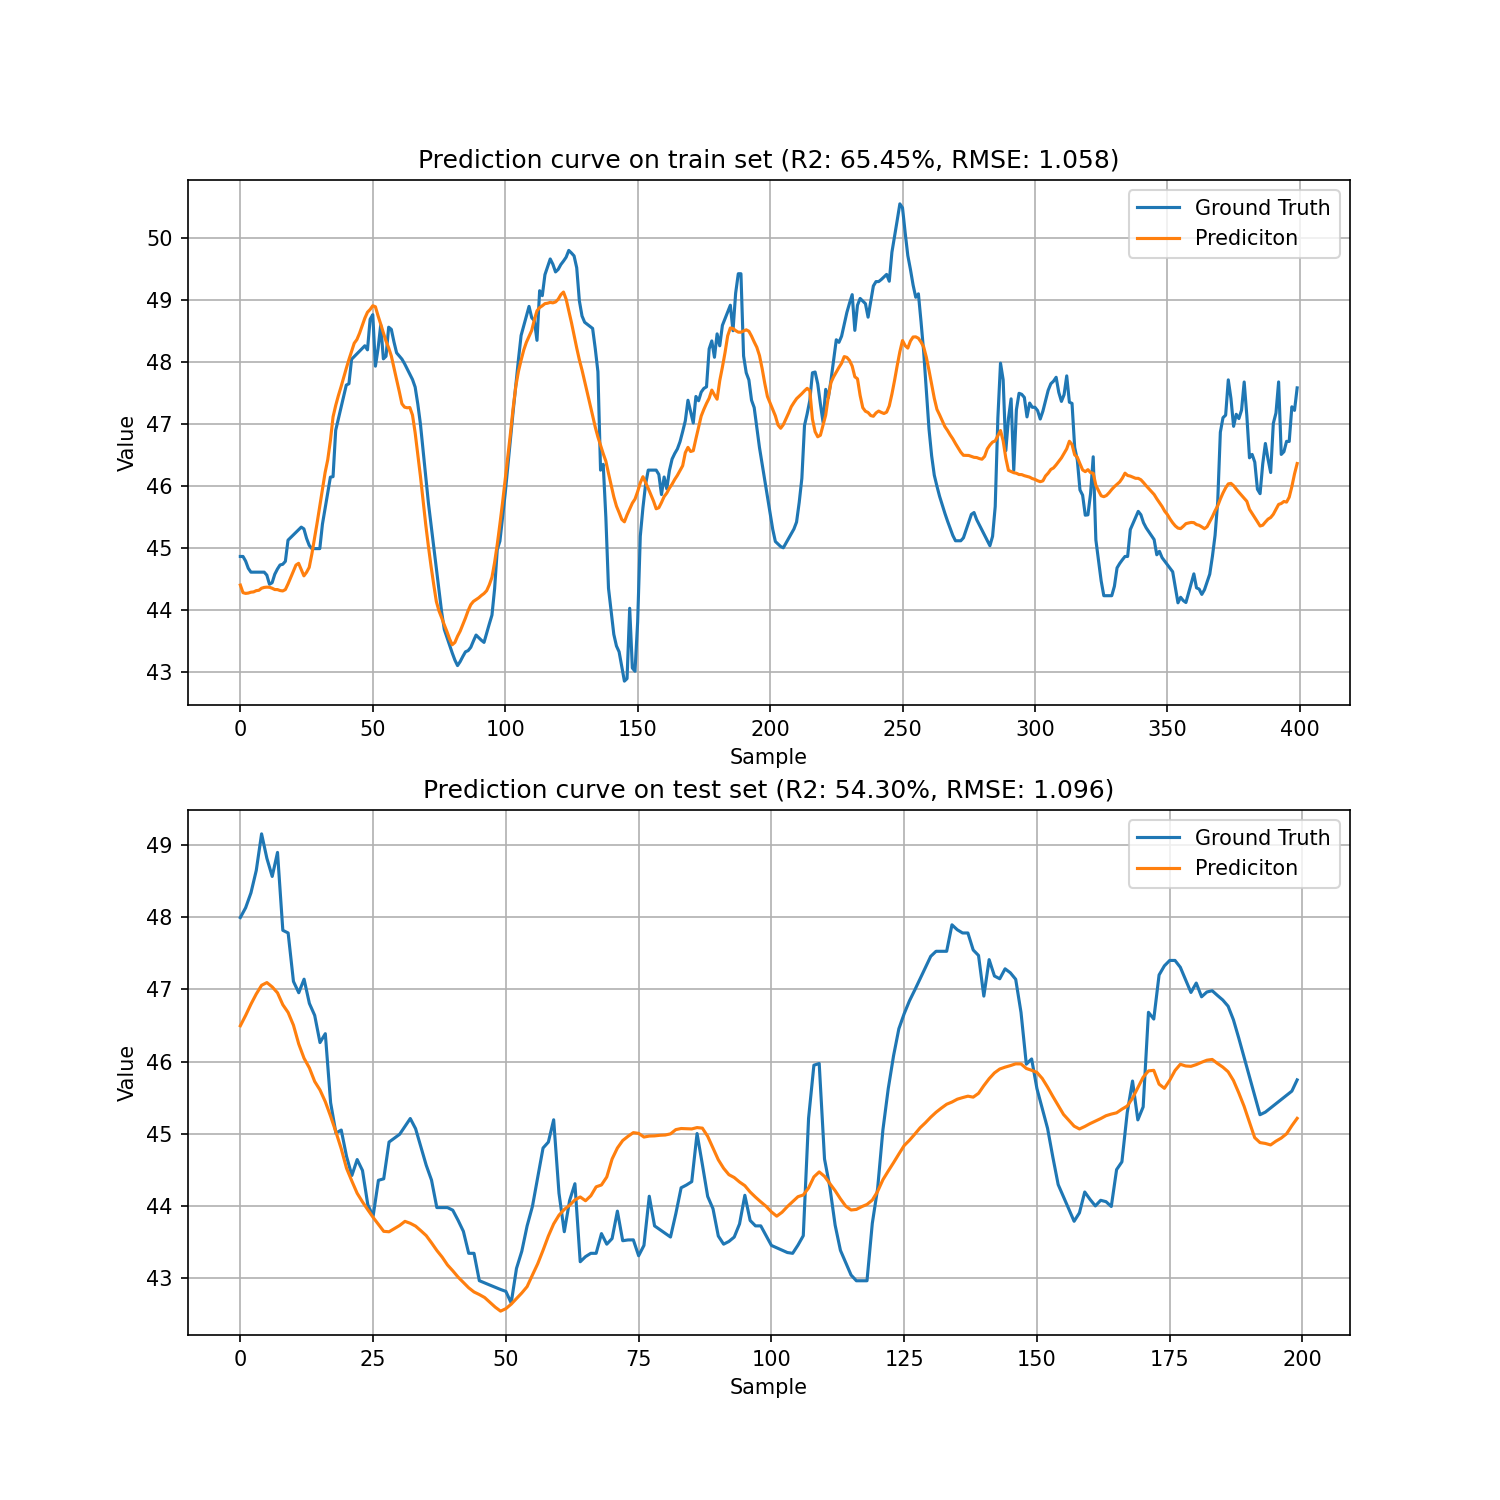 Prediction curve on train set (R2: 65.45%, RMSE: 1.058)
Ground Truth
Prediciton
50
49
48
47
46
45
44
43
Value
0 50 100 150 200 250 300 350 400
Sample
Prediction curve on test set (R2: 54.30%, RMSE: 1.096)
Ground Truth
Prediciton
49
48
47
46
45
44
43
Value
0 25 50 75 100 125 150 175 200
Sample